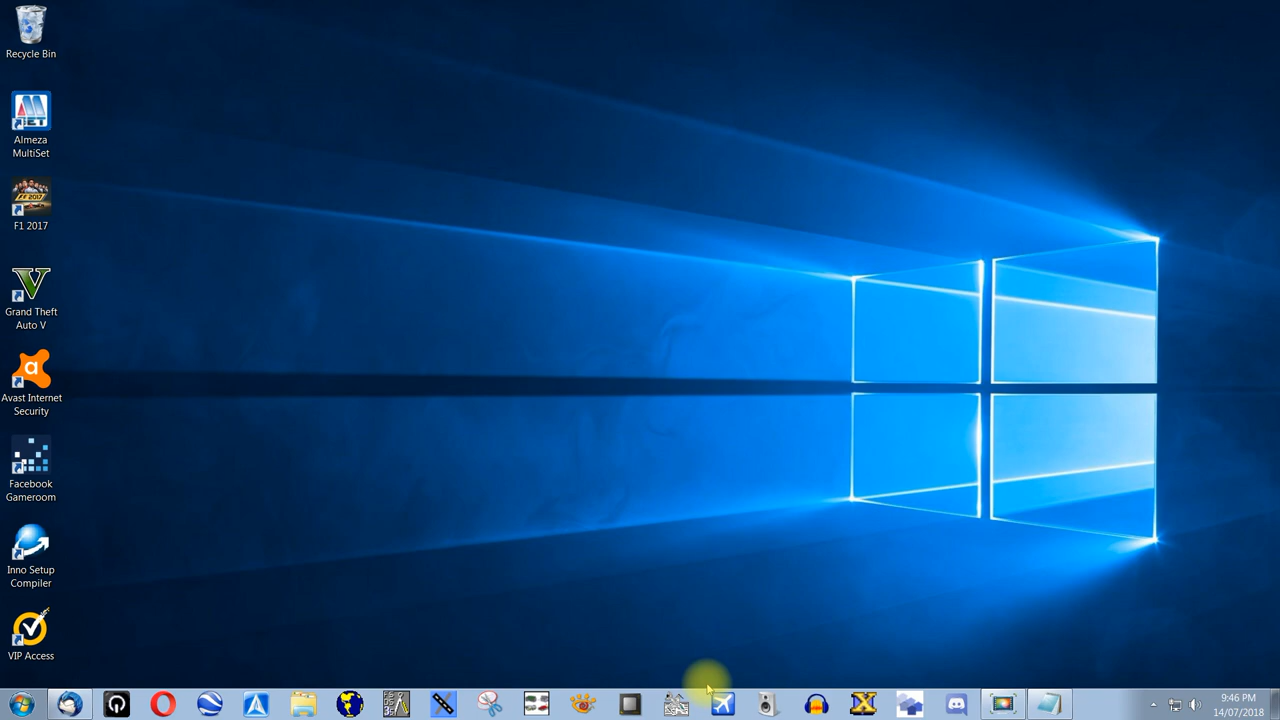 Recycle Bin
Almeza
MultiSet
F1 2017
Grand Theft
Auto V
Avast Internet
Security
Facebook
Gameroom
Inno Setup
Compiler
VIP Access
9:46 PM
14/07/2018